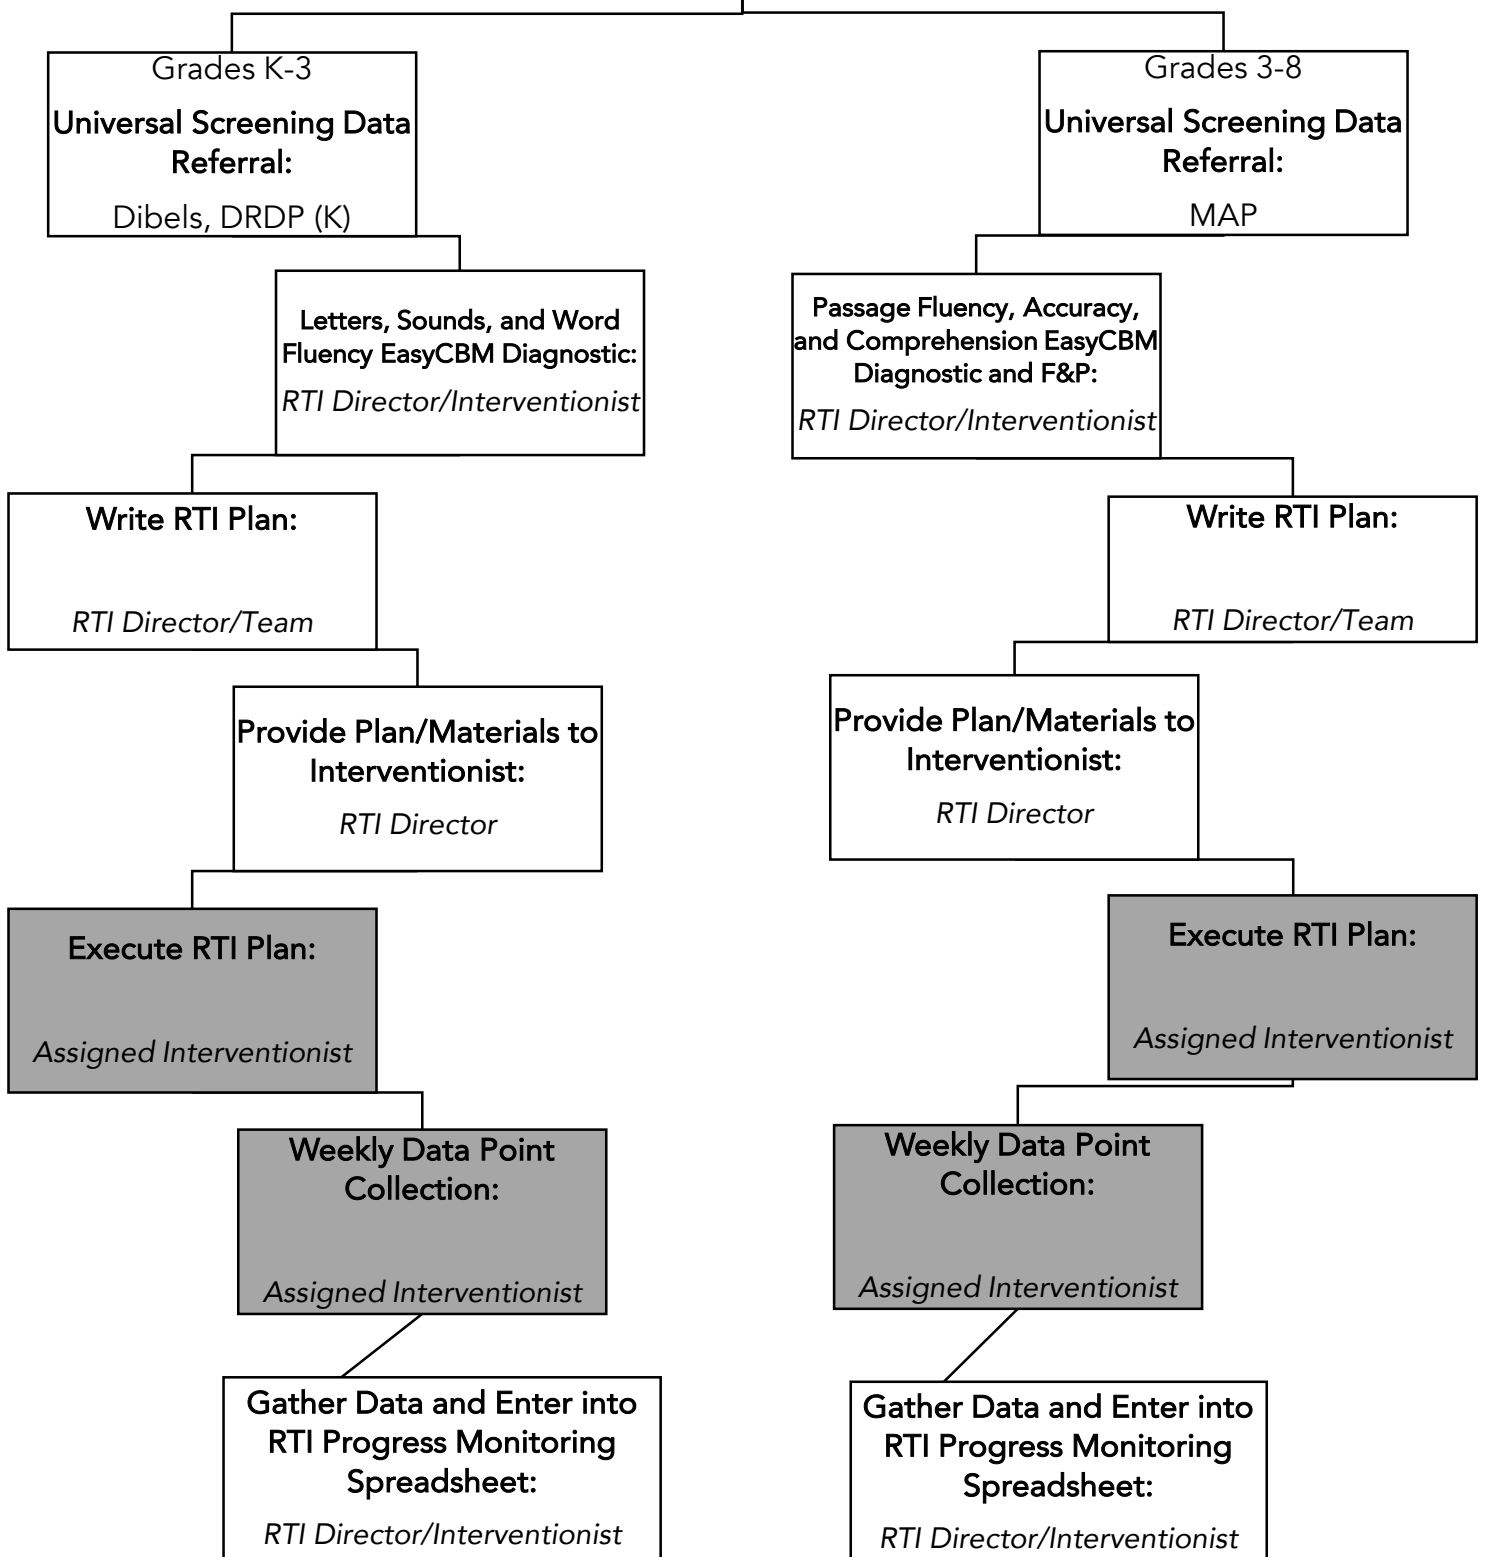 Grades K-3
Universal Screening Data
Referral:
Dibels, DRDP (K)
Letters, Sounds, and Word
Fluency EasyCBM Diagnostic:
RTI Director/Interventionist
Write RTI Plan:
RTI Director/Team
Provide Plan/Materials to
Interventionist:
RTI Director
Execute RTI Plan:
Assigned Interventionist
Weekly Data Point
Collection:
Assigned Interventionist
Gather Data and Enter into
RTI Progress Monitoring
Spreadsheet:
RTI Director/Interventionist
Grades 3-8
Universal Screening Data
Referral:
MAP
Passage Fluency, Accuracy,
and Comprehension EasyCBM
Diagnostic and F&P:
RTI Director/Interventionist
Write RTI Plan:
RTI Director/Team
Provide Plan/Materials to
Interventionist:
RTI Director
Execute RTI Plan:
Assigned Interventionist
Weekly Data Point
Collection:
Assigned Interventionist
Gather Data and Enter into
RTI Progress Monitoring
Spreadsheet:
RTI Director/Interventionist